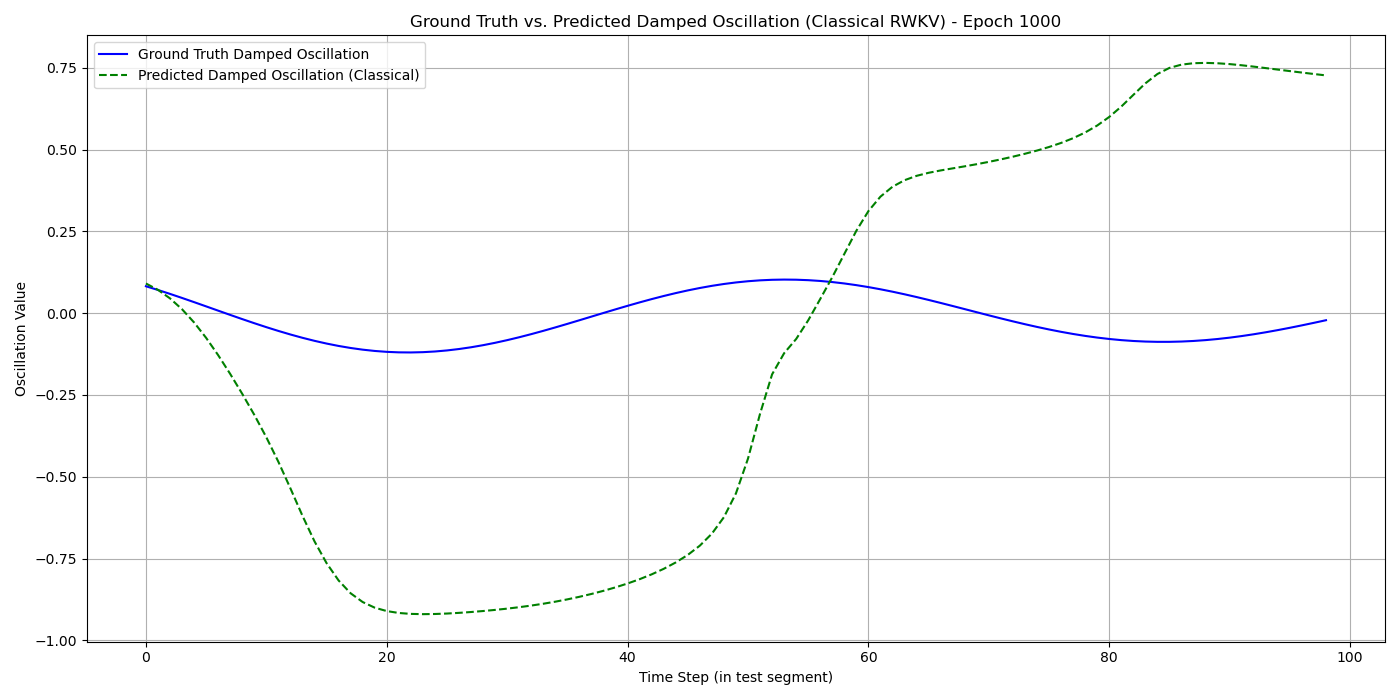 Ground Truth vs. Predicted Damped Oscillation (Classical RWKV) - Epoch 1000
Ground Truth Damped Oscillation
Predicted Damped Oscillation (Classical)
0.75
0.50
0.25
0.00
−0.25
−0.50
−0.75
−1.00
Oscillation Value
0 20 40 60 80 100
Time Step (in test segment)